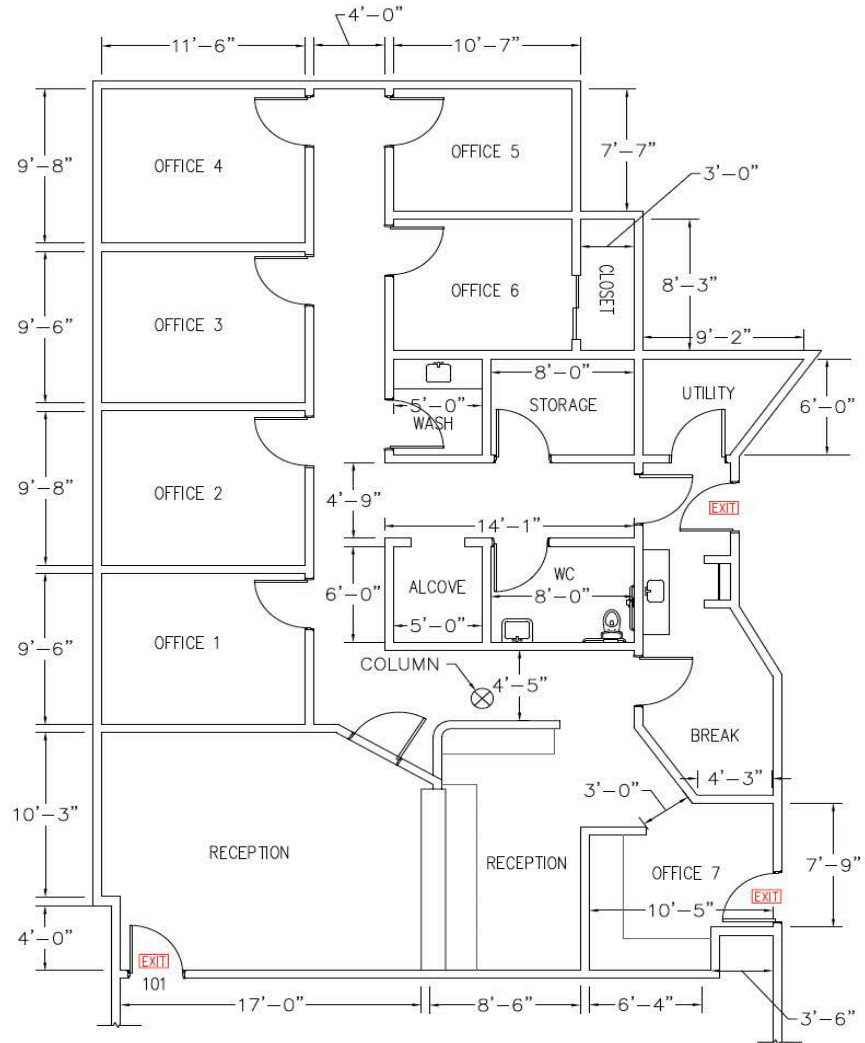 4'-0"
11'-6"
10'-7"
9'-8"
OFFICE 4
OFFICE 5
7'-7"
3'-0"
9'-6"
OFFICE 3
OFFICE 6
CLOSET
8'-3"
9'-2"
8'-0"
5'-0"
WASH
STORAGE
UTILITY
6'-0"
9'-8"
OFFICE 2
4'-9"
14'-1"
EXIT
WC
8'-0"
ALCOVE
6'-0"
5'-0"
9'-6"
OFFICE 1
COLUMN
4'-5"
BREAK
4'-3"
3'-0"
10'-3"
RECEPTION
RECEPTION
OFFICE 7
7'-9"
EXIT
10'-5"
4'-0"
EXIT
101
17'-0"
8'-6"
6'-4"
3'-6"